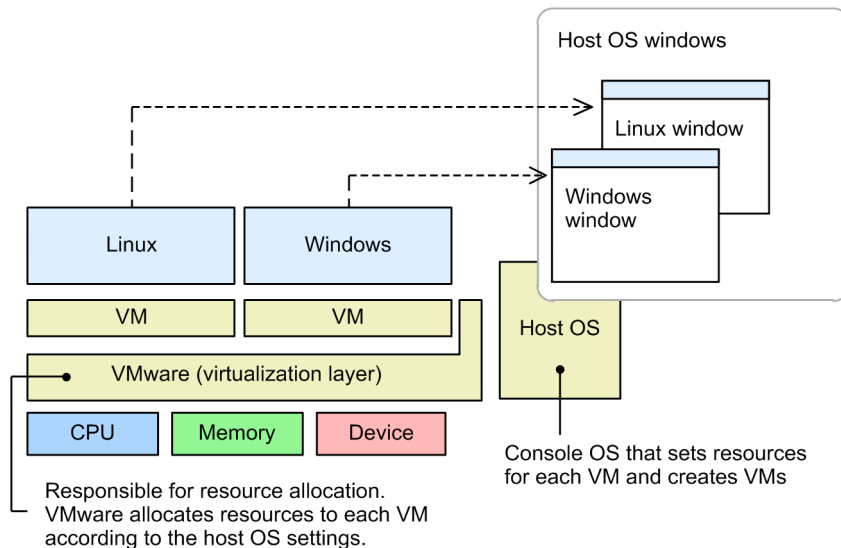 Host OS windows
Linux window
Windows
window
Linux
Windows
VM
VM
Host OS
VMware (virtualization layer)
CPU
Memory
Device
Console OS that sets resources
for each VM and creates VMs
Responsible for resource allocation.
VMware allocates resources to each VM
according to the host OS settings.